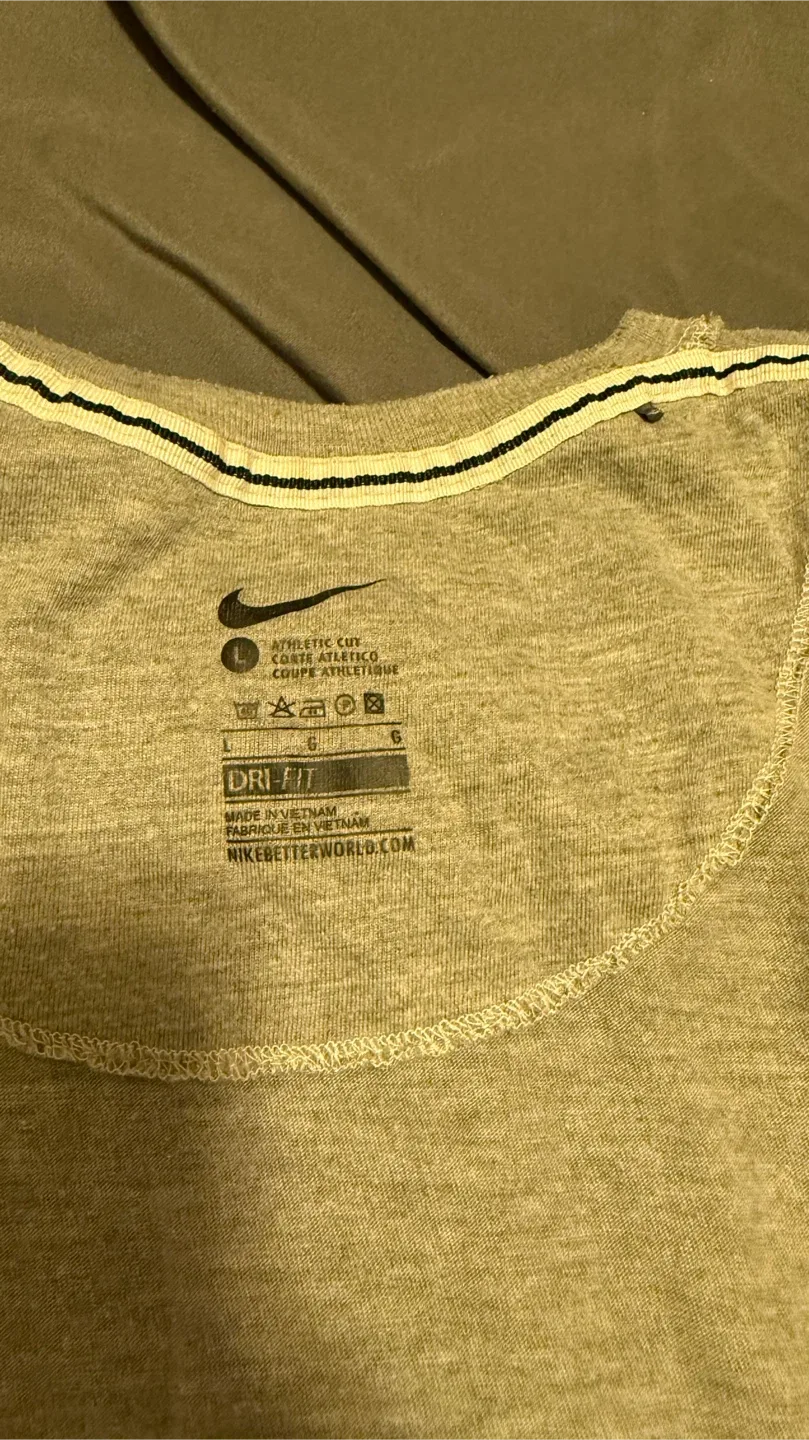 L
ATHLETIC CUT
CORTE ATLETICO
COUPE ATHLETIQUE
P
L G G
DRI-FIT
MADE IN VIETNAM
FABRIQUE EN VIETNAM
NIKEBETTERWORLD.COM